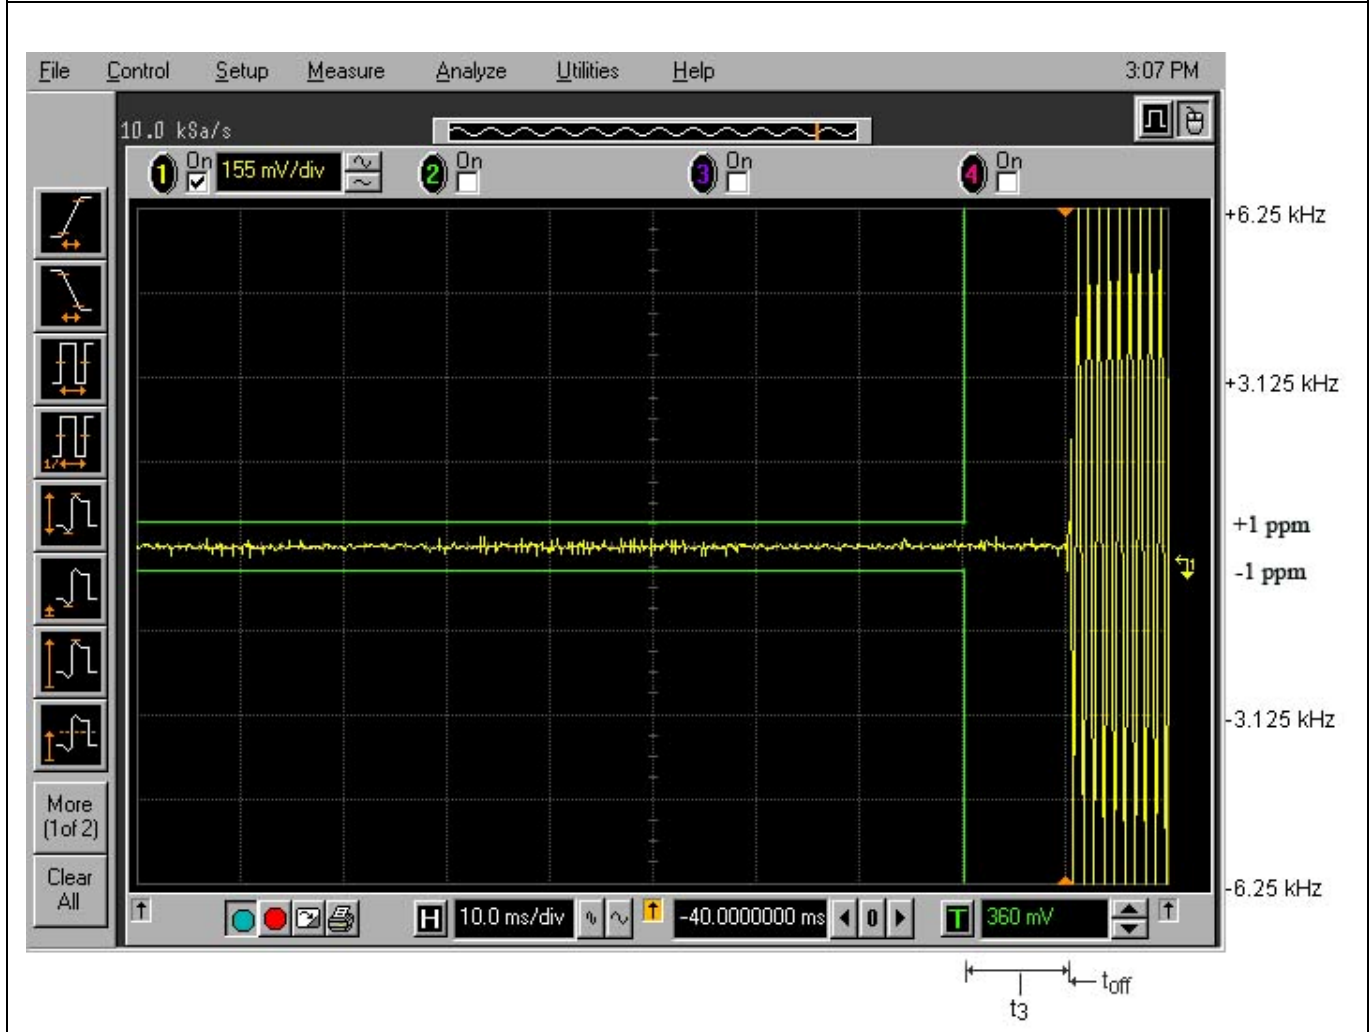 File Control Setup Measure Analyze Utilities Help 3:07 PM
10.0 kSa/s
1 On 155 mV/div 2 On 3 On 4 On
+6.25 kHz
+3.125 kHz
+1 ppm
-1 ppm
-3.125 kHz
-6.25 kHz
1/
More
(1of 2)
Clear
All
H 10.0 ms/div -40.0000000 ms 0 T 360 mV
toff
t3